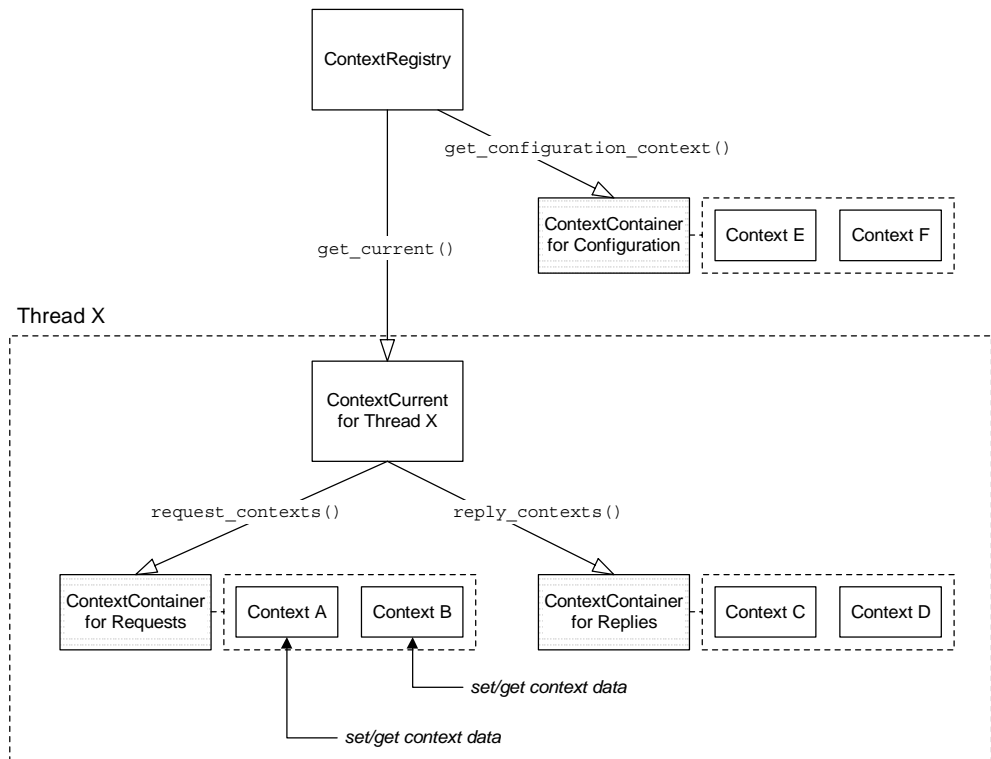 ContextRegistry
get_configuration_context()
ContextContainer
for Configuration
Context E
Context F
get_current()
Thread X
ContextCurrent
for Thread X
request_contexts()
reply_contexts()
ContextContainer
for Requests
Context A
Context B
ContextContainer
for Replies
Context C
Context D
set/get context data
set/get context data